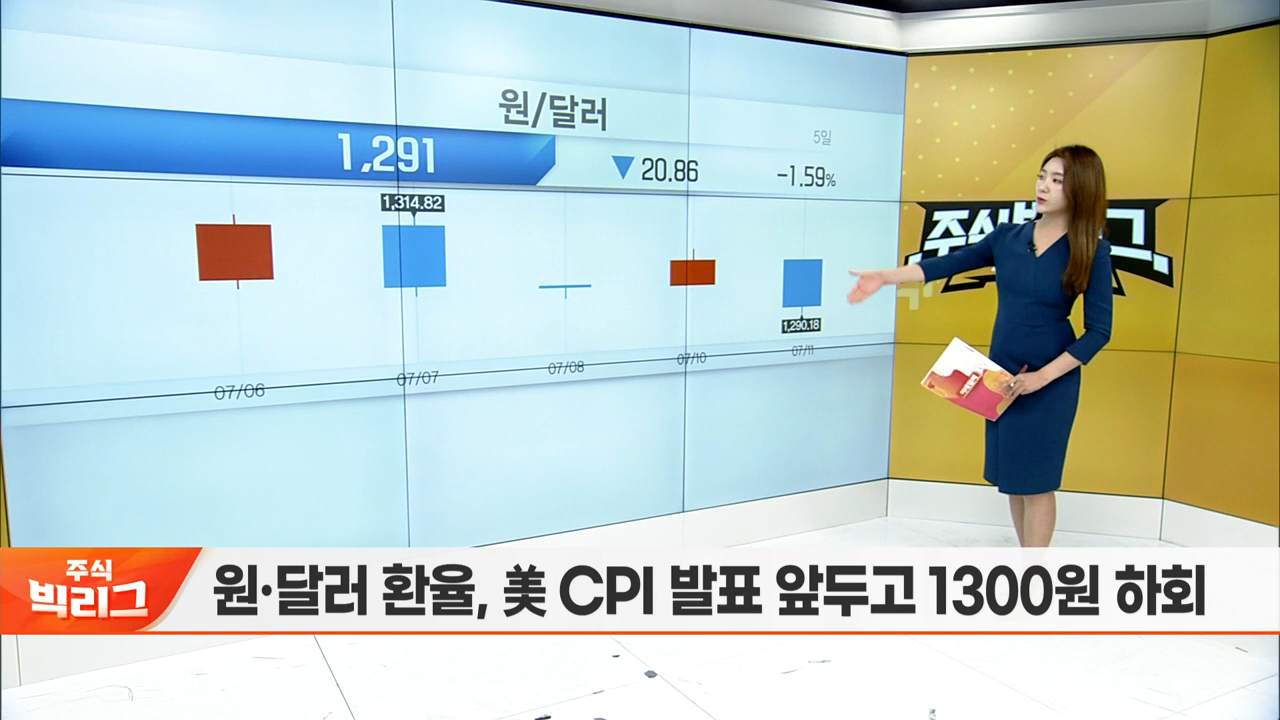 원/달러
5일
1,291 ▼20.86 -1.59%
1,314.82
1,290.18
07/06 07/07 07/08 07/10 07/11
주식
빅리그
원·달러 환율, 美 CPI 발표 앞두고 1300원 하회